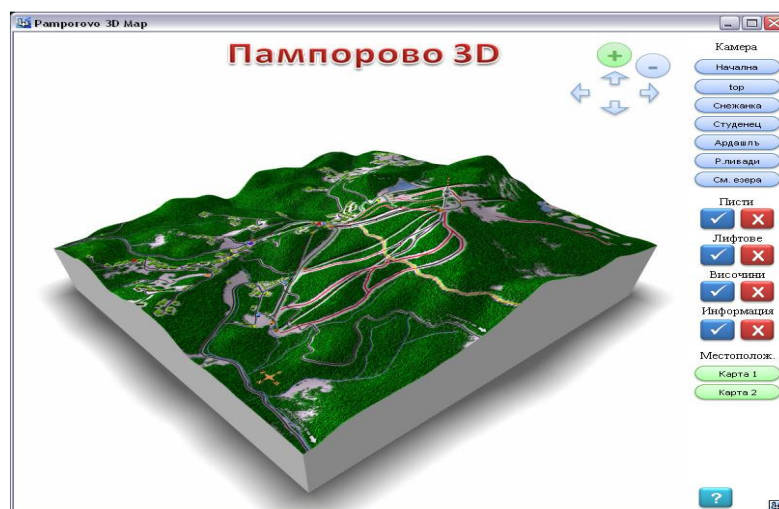 Pamporovo 3D Map
Пампорово 3D
+
-
Камера
Начална
top
Снежанка
Студенец
Ардашль
Р.ливади
См. езера
Писти
Лифтове
Височини
Информация
Местополож.
Карта 1
Карта 2
?